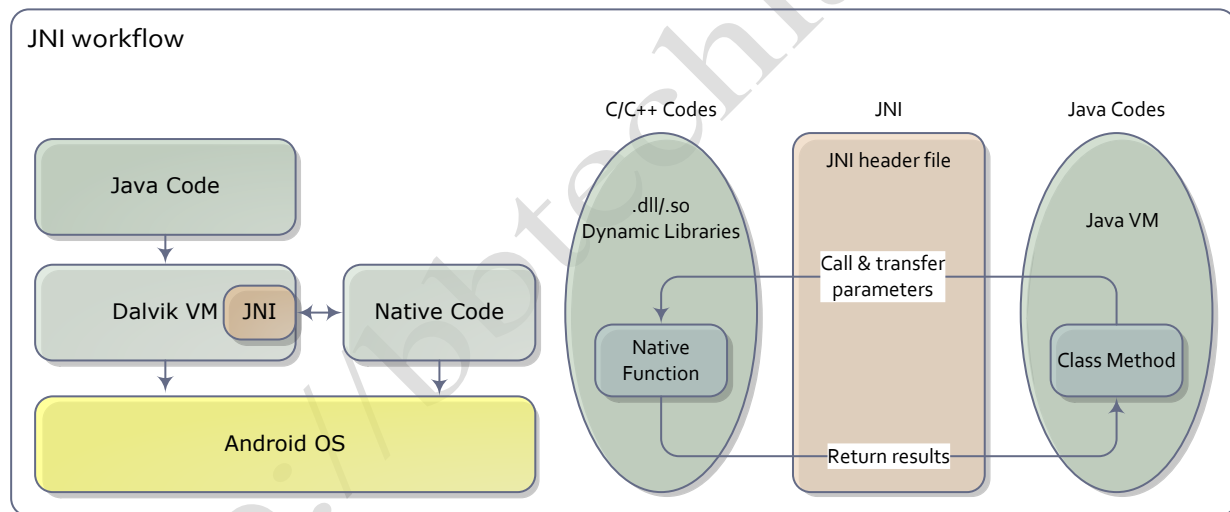 JNI workflow
Java Code
Dalvik VM
JNI
Native Code
Android OS
C/C++ Codes
JNI
Java Codes
.dll/.so
Dynamic Libraries
JNI header file
Java VM
Call & transfer
parameters
Native
Function
Class Method
Return results